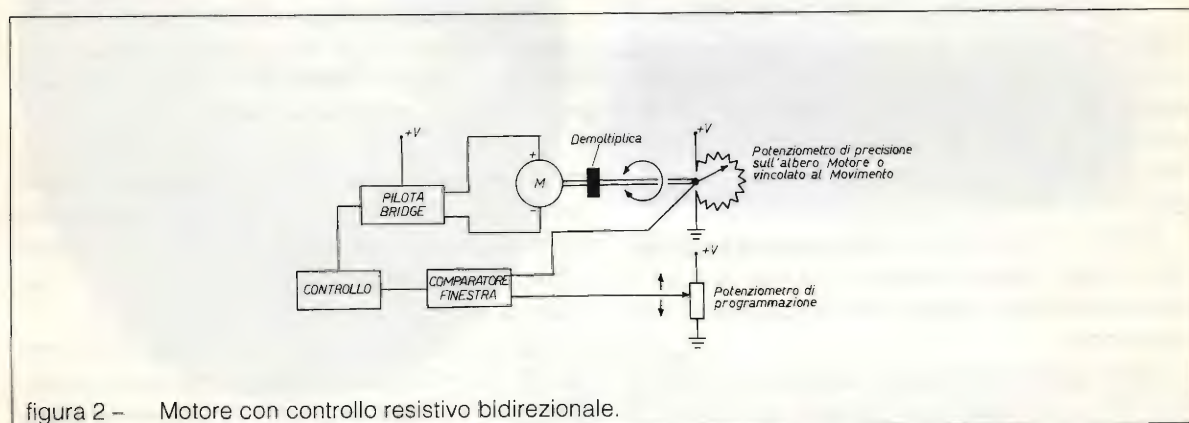 +V
Demoltiplica
+V
Potenziometro di precisione
sull'albero Motore o
vincolato al Movimento
+
M
−
PILOTA
BRIDGE
+V
CONTROLLO
COMPARATORE
FINESTRA
Potenziometro di
programmazione
figura 2 – Motore con controllo resistivo bidirezionale.